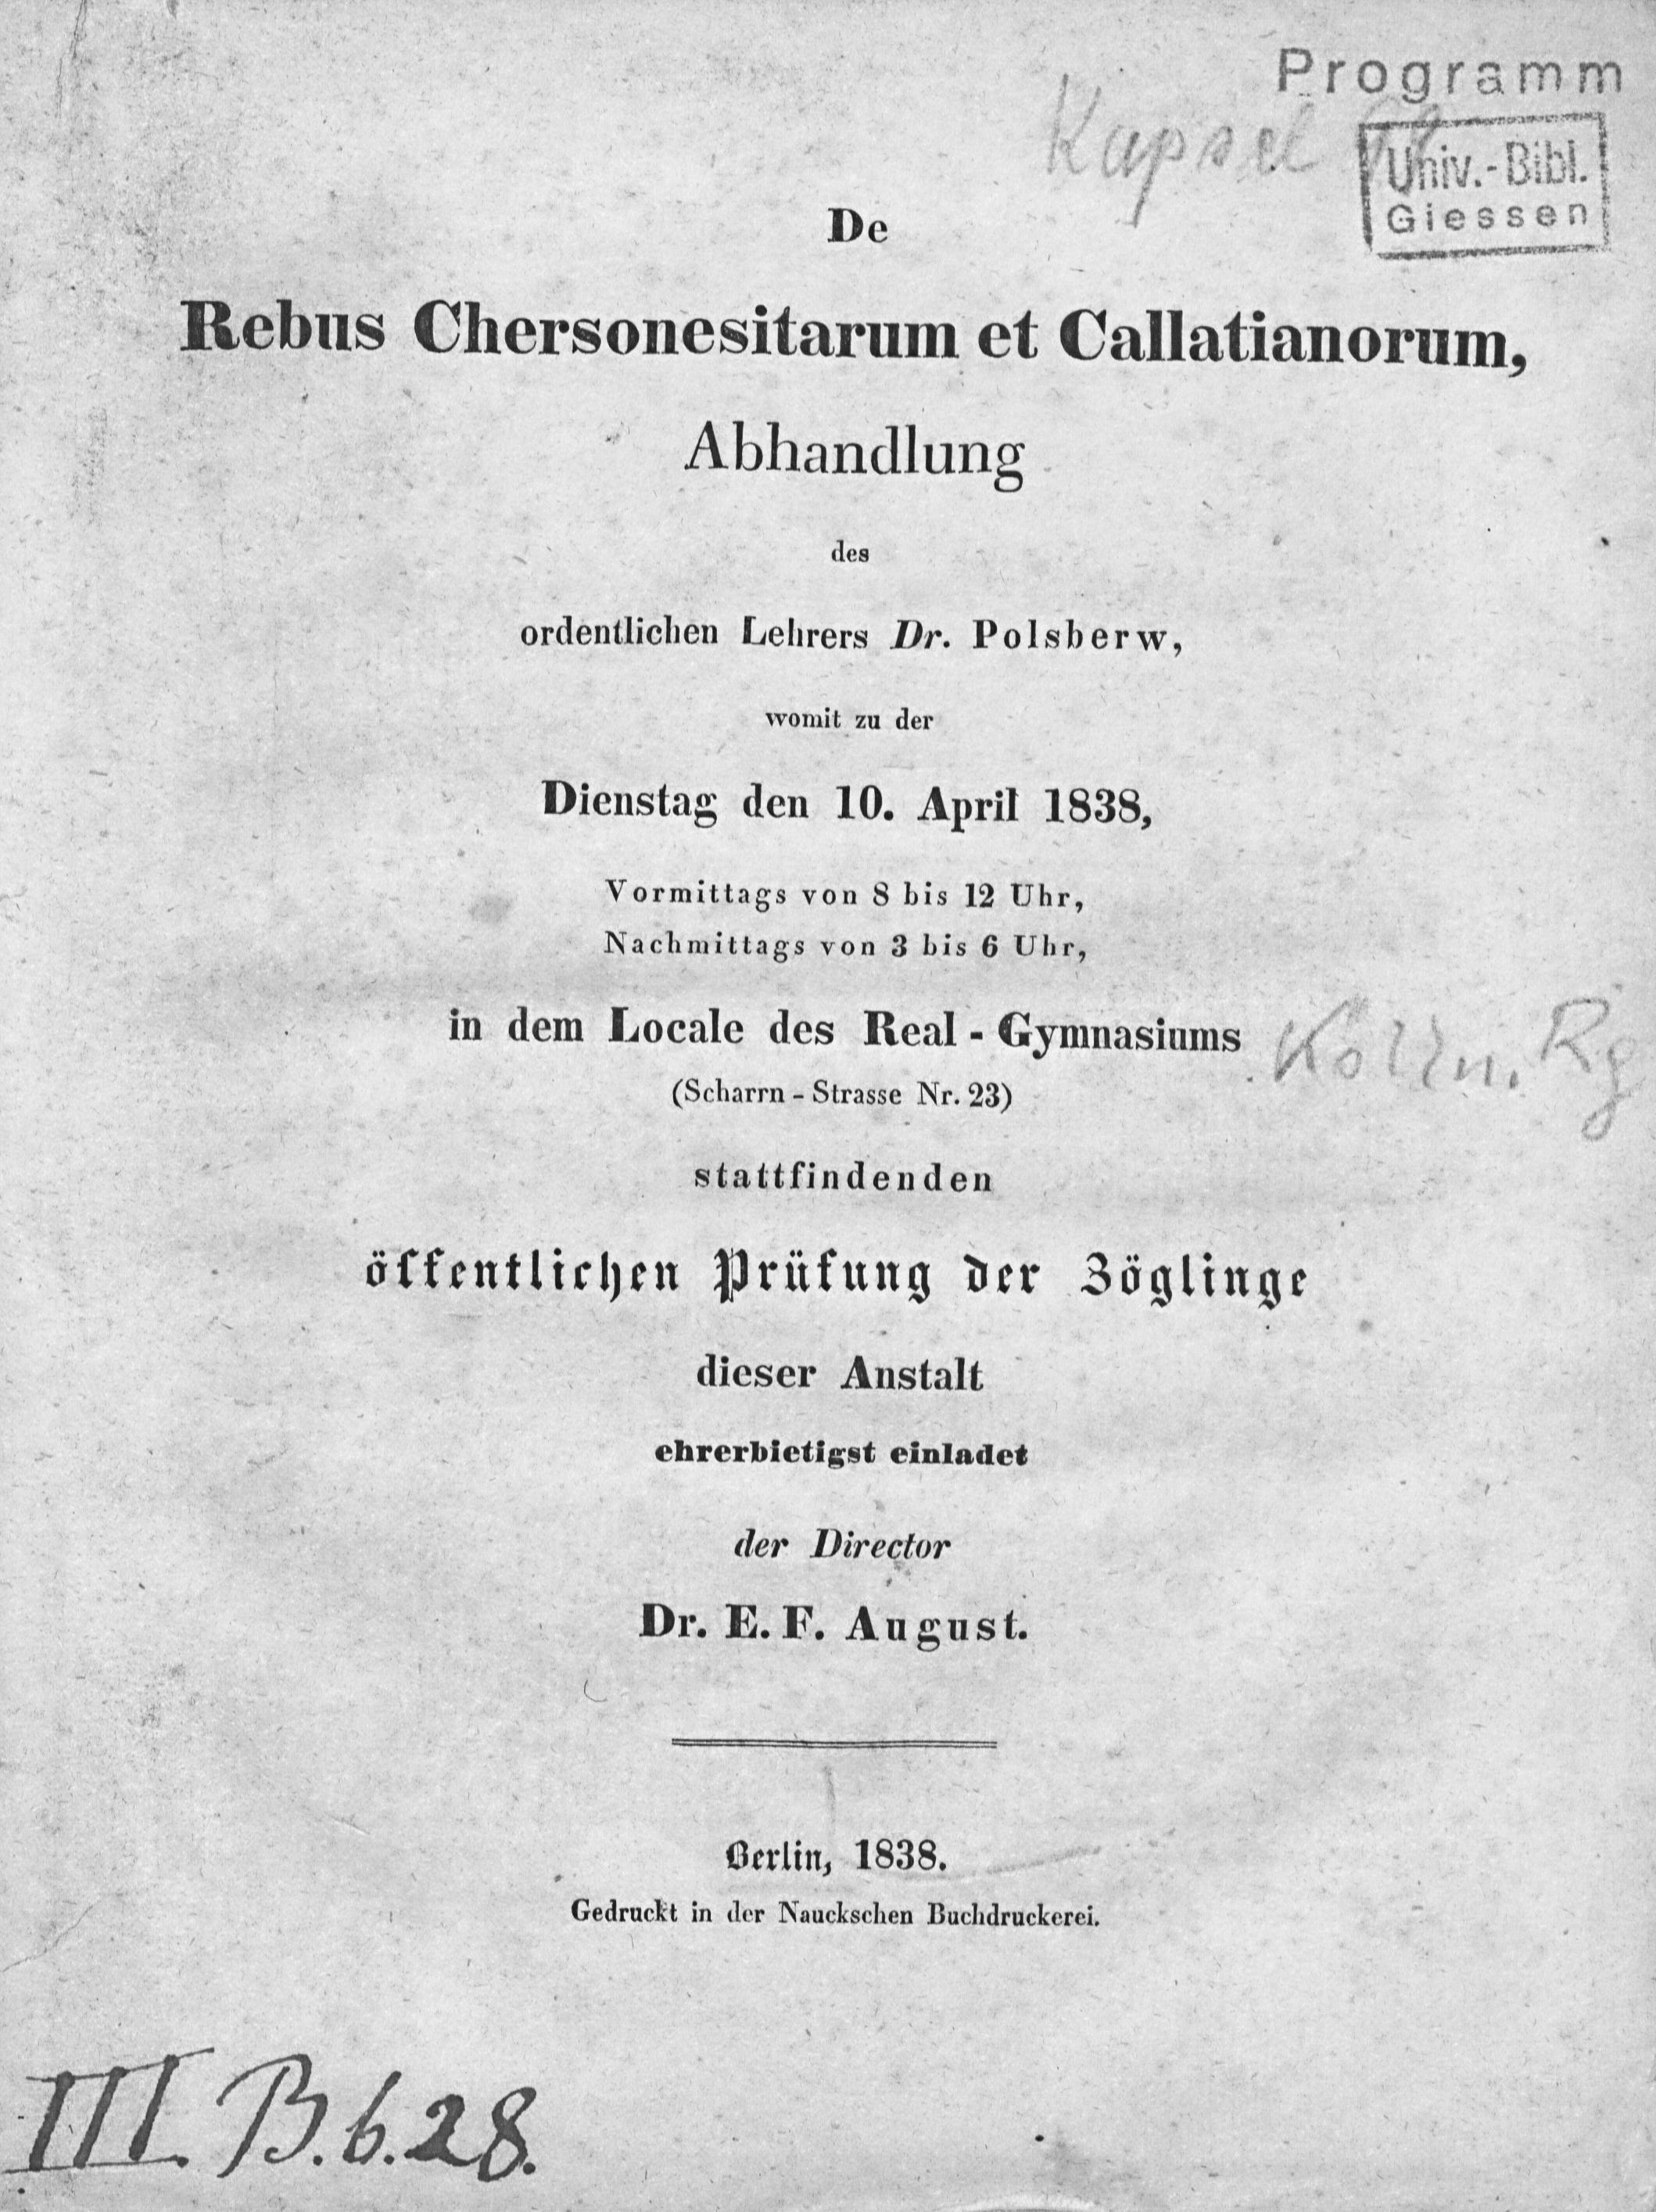 Programm
Kapsel
Univ.-Bibl.
Giessen
De
Rebus Chersonesitarum et Callatianorum,
Abhandlung
des
ordentlichen Lehrers Dr. Polsberw,
womit zu der
Dienstag den 10. April 1838,
Vormittags von 8 bis 12 Uhr,
Nachmittags von 3 bis 6 Uhr,
in dem Locale des Real - Gymnasiums
Kölln. Rg
(Scharrn - Strasse Nr. 23)
stattfindenden
öffentlichen Prüfung der Zöglinge
dieser Anstalt
ehrerbietigst einladet
der Director
Dr. E. F. August.
Berlin, 1838.
Gedruckt in der Nauckschen Buchdruckerei.
III. B. 6. 28.